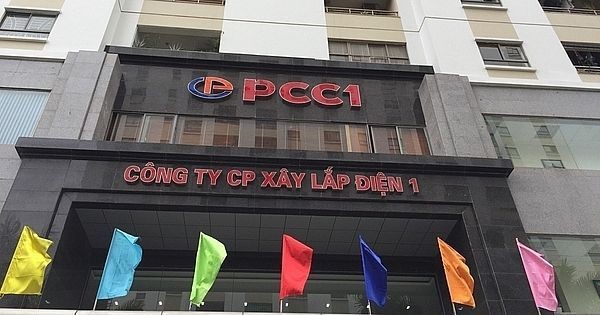 PCC1
CÔNG TY CP XÂY LẮP ĐIỆN 1